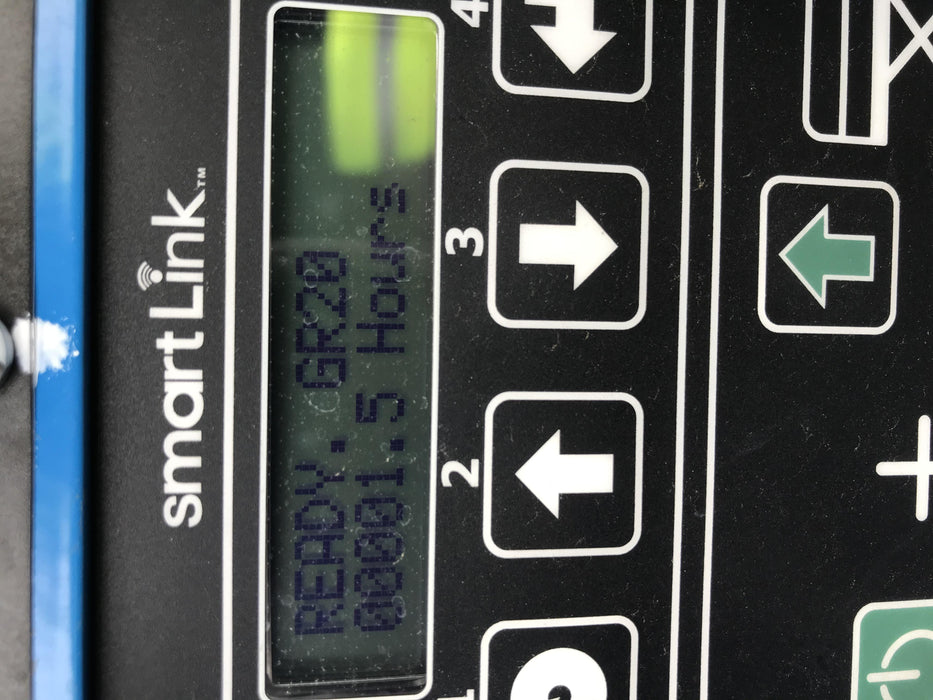 smartLink™
READY. GR20
00001.5 Hours
1 2 3 4
?
+